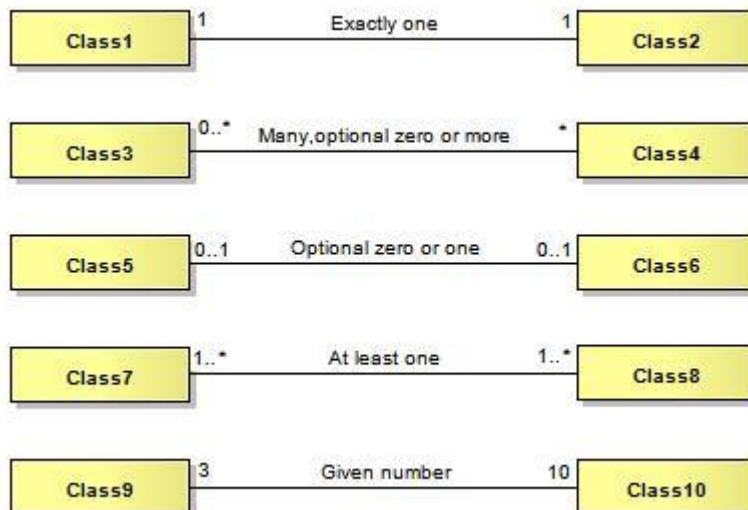 Class1 1 Exactly one 1 Class2
Class3 0..* Many,optional zero or more * Class4
Class5 0..1 Optional zero or one 0..1 Class6
Class7 1..* At least one 1..* Class8
Class9 3 Given number 10 Class10